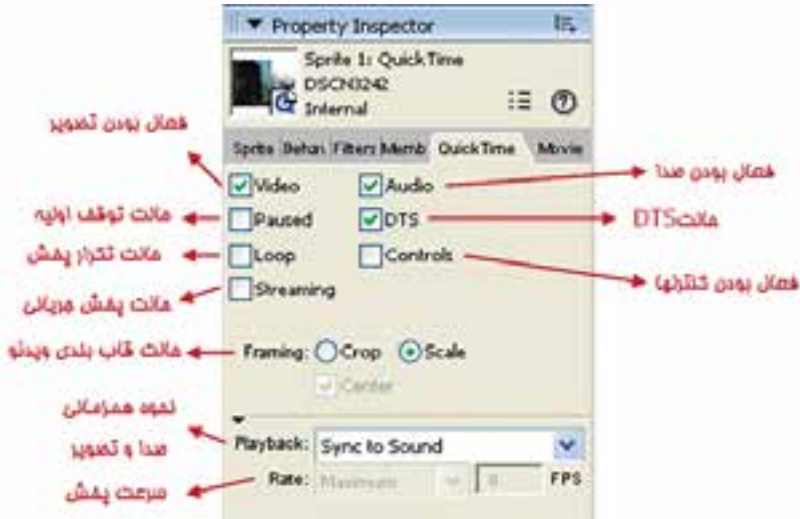 Property Inspector
Sprite 1: QuickTime
DSCN3242
Internal
Sprite Behav Filters Memb QuickTime Movie
فعال بودن تصویر
Video
Audio
فعال بودن صدا
حالت توقف اولیه
Paused
DTS
حالت DTS
حالت تکرار پخش
Loop
Controls
فعال بودن کنترلها
حالت پخش جریانی
Streaming
حالت قاب بندی ویدئو
Framing: Crop Scale
Center
نحوه همزمانی
صدا و تصویر
Playback: Sync to Sound
سرعت پخش
Rate: Maximum FPS